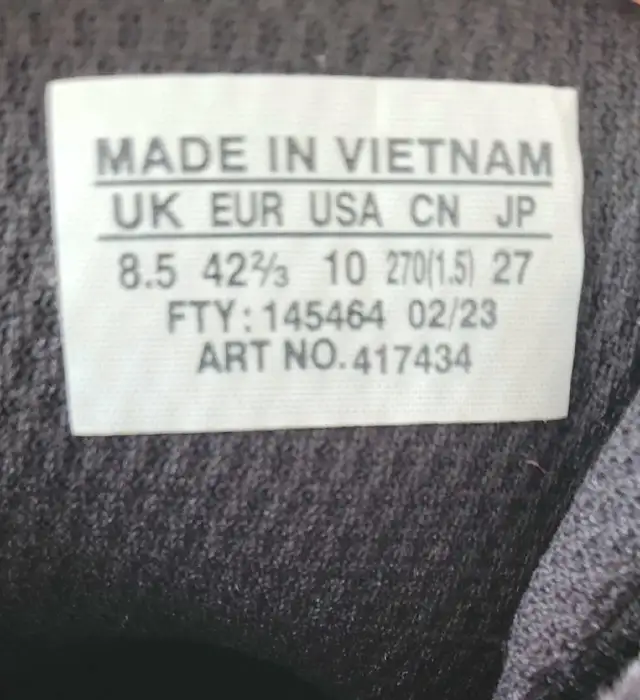 MADE IN VIETNAM
UK EUR USA CN JP
8.5 42⅔ 10 270(1.5) 27
FTY: 145464 02/23
ART NO. 417434